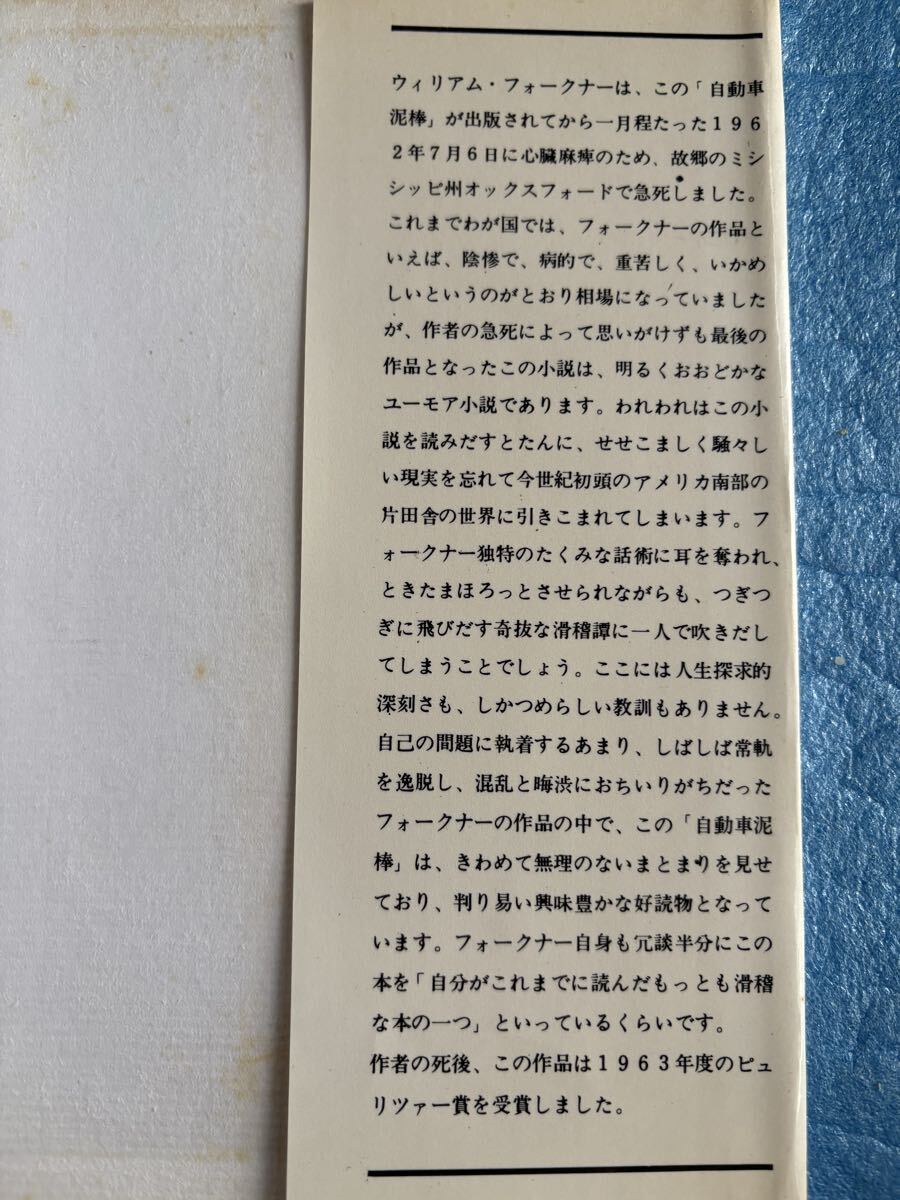 ウィリアム・フォークナーは、この「自動車
泥棒」が出版されてから一月程たった１９６
２年７月６日に心臓麻痺のため、故郷のミシ
シッピ州オックスフォードで急死しました。
これまでわが国では、フォークナーの作品と
いえば、陰惨で、病的で、重苦しく、いかめ
しいというのがとおり相場になっていました
が、作者の急死によって思いがけずも最後の
作品となったこの小説は、明るくおおどかな
ユーモア小説であります。われわれはこの小
説を読みだすとたんに、せせこましく騒々し
い現実を忘れて今世紀初頭のアメリカ南部の
片田舎の世界に引きこまれてしまいます。フ
ォークナー独特のたくみな話術に耳を奪われ、
ときたまほろっとさせられながらも、つぎつ
ぎに飛びだす奇抜な滑稽譚に一人で吹きだし
てしまうことでしょう。ここには人生探求的
深刻さも、しかつめらしい教訓もありません。
自己の問題に執着するあまり、しばしば常軌
を逸脱し、混乱と晦渋におちいりがちだった
フォークナーの作品の中で、この「自動車泥
棒」は、きわめて無理のないまとまりを見せ
ており、判り易い興味豊かな好読物となって
います。フォークナー自身も冗談半分にこの
本を「自分がこれまでに読んだもっとも滑稽
な本の一つ」といっているくらいです。
作者の死後、この作品は１９６３年度のピュ
リツァー賞を受賞しました。